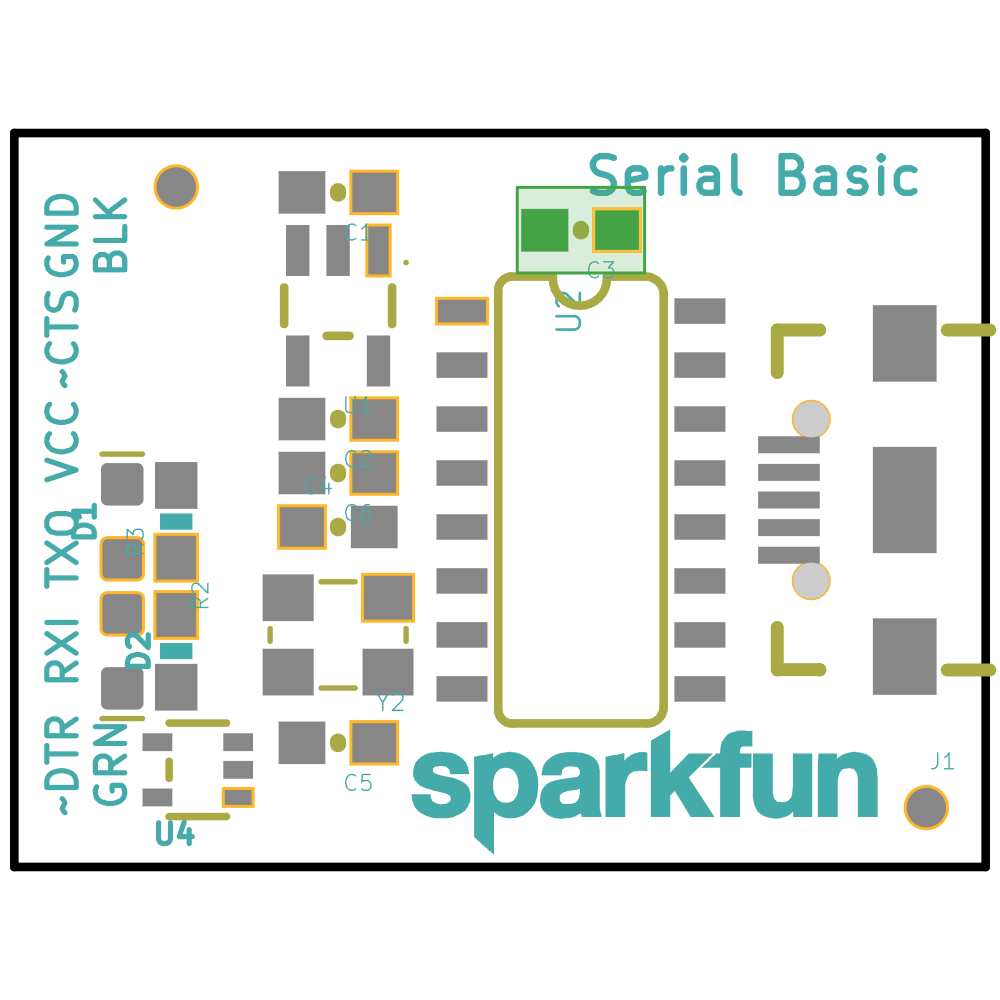 Serial Basic
GND
BLK
~CTS
VCC
TXO
RXI
~DTR
GRN
C1
C3
U2
U1
C2
C4
C6
D1
R3
R2
D2
Y2
C5
U4
J1
sparkfun